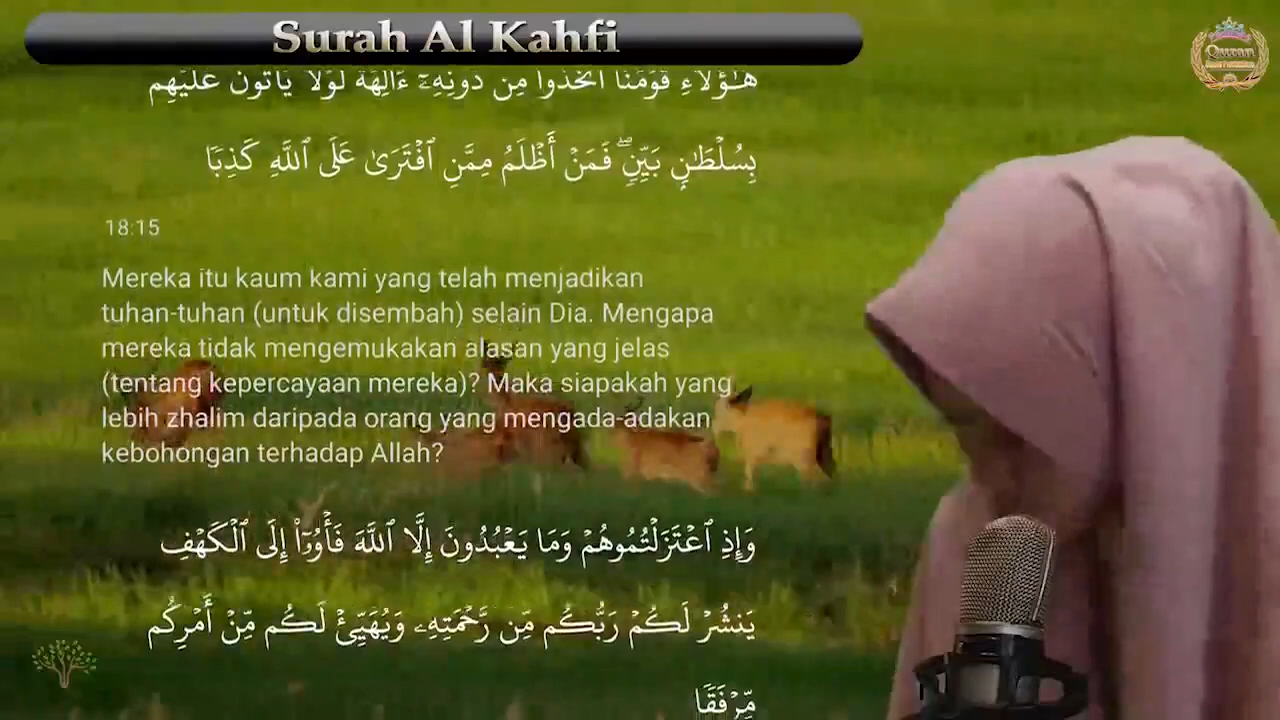 Surah Al Kahfi
Quran
هَٰٓؤُلَآءِ قَوْمُنَا ٱتَّخَذُوا۟ مِن دُونِهِۦٓ ءَالِهَةً لَّوْلَا يَأْتُونَ عَلَيْهِم
بِسُلْطَٰنٍۭ بَيِّنٍ ۖ فَمَنْ أَظْلَمُ مِمَّنِ ٱفْتَرَىٰ عَلَى ٱللَّهِ كَذِبًا
18:15
Mereka itu kaum kami yang telah menjadikan
tuhan-tuhan (untuk disembah) selain Dia. Mengapa
mereka tidak mengemukakan alasan yang jelas
(tentang kepercayaan mereka)? Maka siapakah yang
lebih zhalim daripada orang yang mengada-adakan
kebohongan terhadap Allah?
وَإِذِ ٱعْتَزَلْتُمُوهُمْ وَمَا يَعْبُدُونَ إِلَّا ٱللَّهَ فَأْوُۥٓا۟ إِلَى ٱلْكَهْفِ
يَنشُرْ لَكُمْ رَبُّكُم مِّن رَّحْمَتِهِۦ وَيُهَيِّئْ لَكُم مِّنْ أَمْرِكُم
مِّرْفَقًا